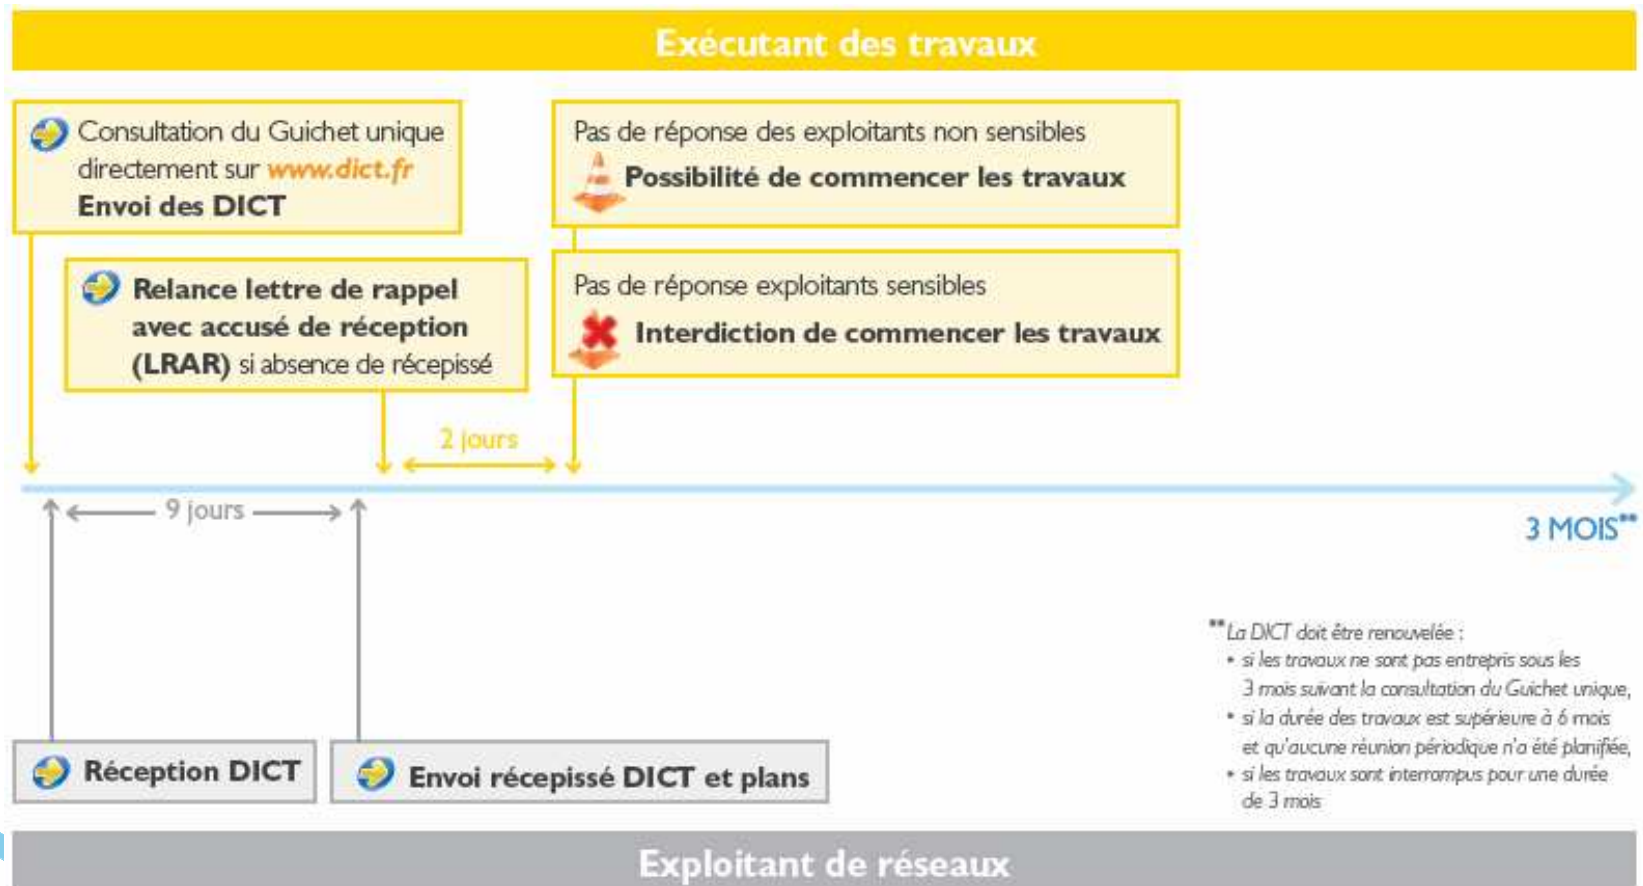 Exécutant des travaux
Consultation du Guichet unique
directement sur www.dict.fr
Envoi des DICT
Pas de réponse des exploitants non sensibles
Possibilité de commencer les travaux
Relance lettre de rappel
avec accusé de réception
(LRAR) si absence de récepissé
Pas de réponse exploitants sensibles
Interdiction de commencer les travaux
2 jours
9 jours
3 MOIS**
**La DICT doit être renouvelée :
• si les travaux ne sont pas entrepris sous les
3 mois suivant la consultation du Guichet unique,
• si la durée des travaux est supérieure à 6 mois
et qu'aucune réunion périodique n'a été planifiée,
• si les travaux sont interrompus pour une durée
de 3 mois
Réception DICT
Envoi récepissé DICT et plans
Exploitant de réseaux